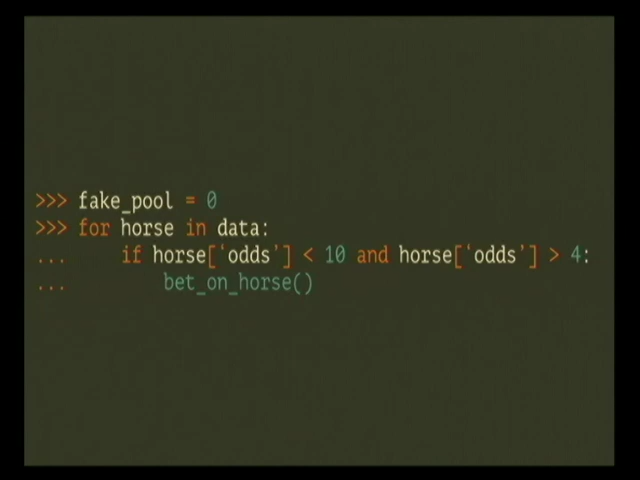 >>> fake_pool = 0
>>> for horse in data:
...     if horse[‘odds’] < 10 and horse[‘odds’] > 4:
...         bet_on_horse()